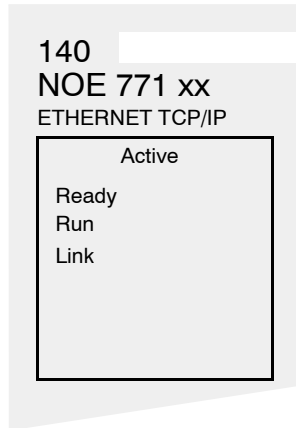 140
NOE 771 xx
ETHERNET TCP/IP
Active
Ready
Run
Link